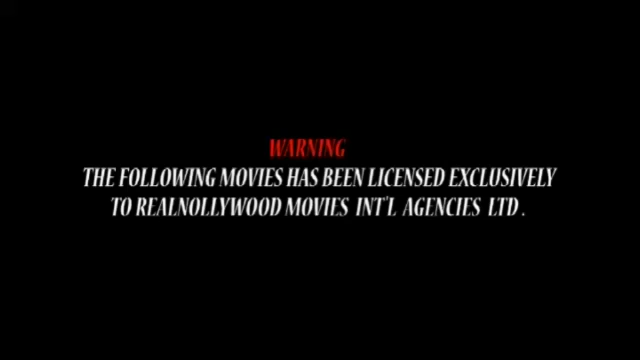 WARNING
THE FOLLOWING MOVIES HAS BEEN LICENSED EXCLUSIVELY
TO REALNOLLYWOOD MOVIES INT'L AGENCIES LTD .